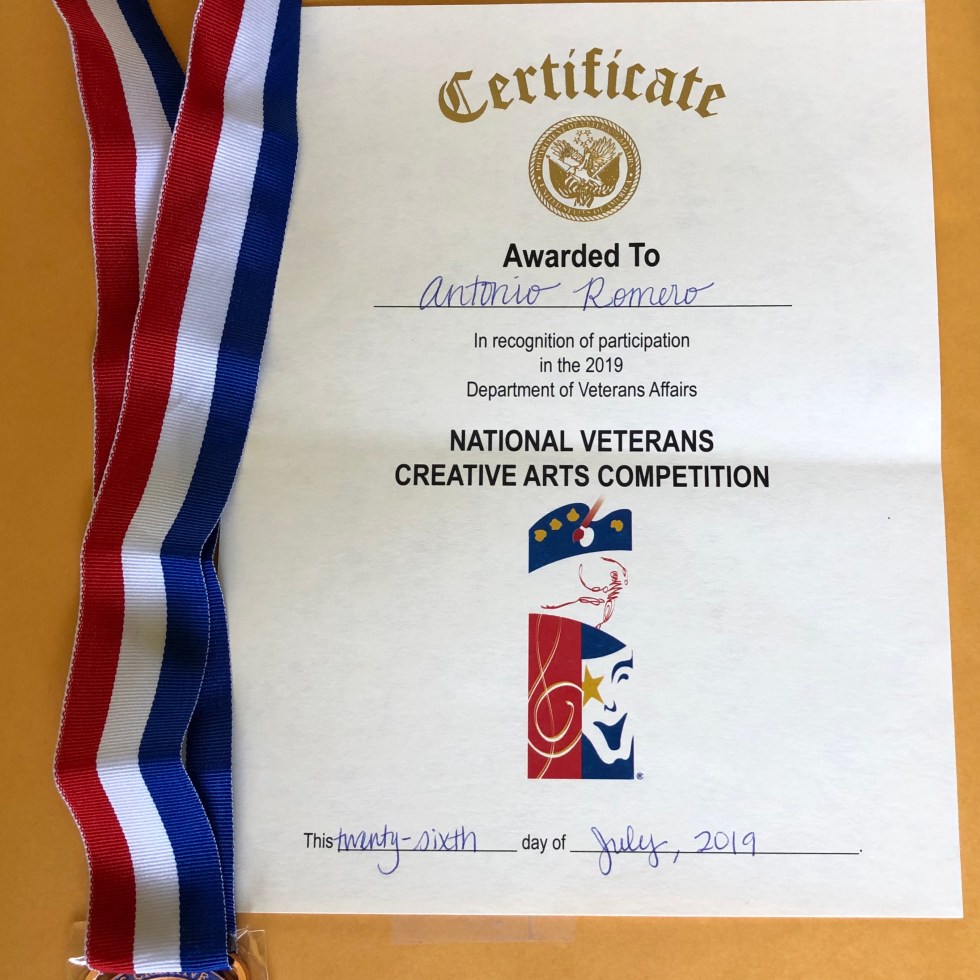 Certificate
Awarded To
Antonio Romero
In recognition of participation
in the 2019
Department of Veterans Affairs
NATIONAL VETERANS
CREATIVE ARTS COMPETITION
®
This twenty-sixth day of July, 2019.
CREATIVE